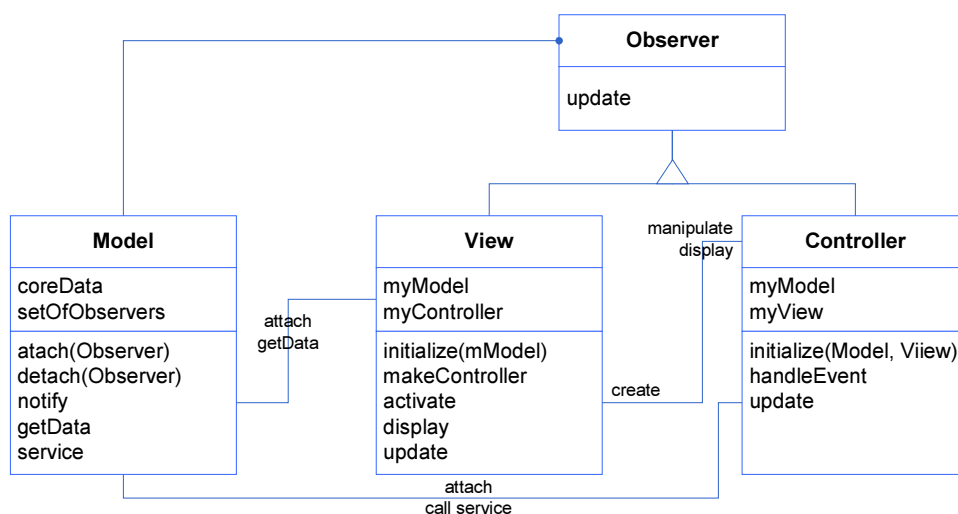 Observer
update
Model
coreData
setOfObservers
atach(Observer)
detach(Observer)
notify
getData
service
attach
getData
View
myModel
myController
initialize(mModel)
makeController
activate
display
update
manipulate
display
create
Controller
myModel
myView
initialize(Model, Viiew)
handleEvent
update
attach
call service